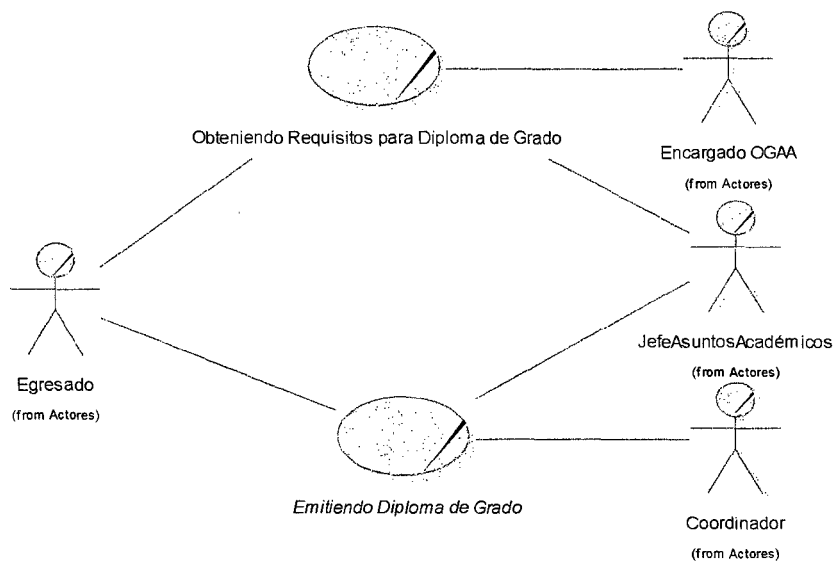 Obteniendo Requisitos para Diploma de Grado
Encargado OGAA
(from Actores)
JefeAsuntosAcadémicos
(from Actores)
Egresado
(from Actores)
Emitiendo Diploma de Grado
Coordinador
(from Actores)